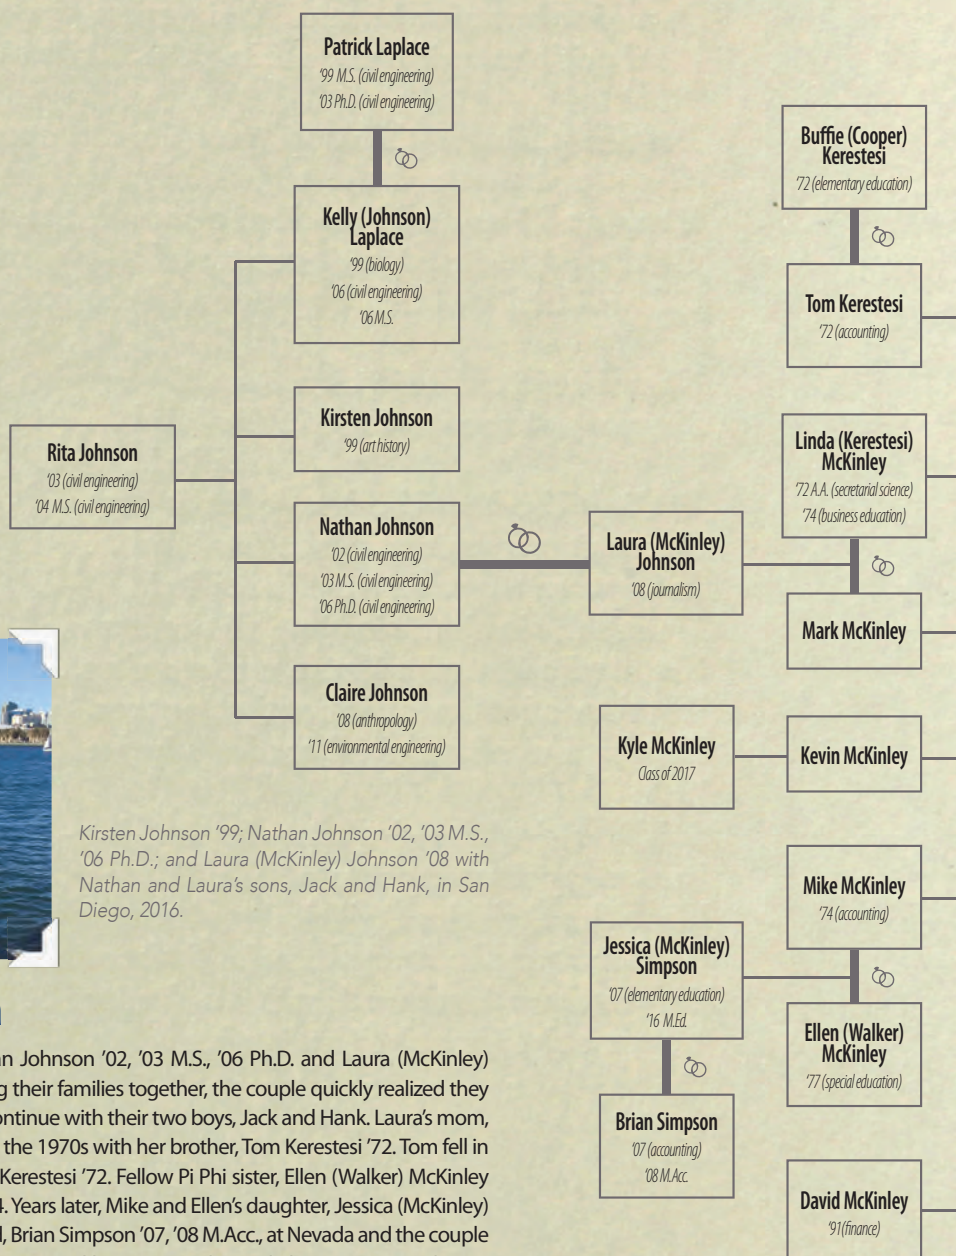 Patrick Laplace
’99 M.S. (civil engineering)
’03 Ph.D. (civil engineering)
Kelly (Johnson)
Laplace
’99 (biology)
’06 (civil engineering)
’06 M.S.
Kirsten Johnson
’99 (art history)
Rita Johnson
’03 (civil engineering)
’04 M.S. (civil engineering)
Nathan Johnson
’02 (civil engineering)
’03 M.S. (civil engineering)
’06 Ph.D. (civil engineering)
Claire Johnson
’08 (anthropology)
’11 (environmental engineering)
Laura (McKinley)
Johnson
’08 (journalism)
Buffie (Cooper)
Kerestesi
’72 (elementary education)
Tom Kerestesi
’72 (accounting)
Linda (Kerestesi)
McKinley
’72 A.A. (secretarial science)
’74 (business education)
Mark McKinley
Kyle McKinley
Class of 2017
Kevin McKinley
Mike McKinley
’74 (accounting)
Jessica (McKinley)
Simpson
’07 (elementary education)
’16 M.Ed.
Ellen (Walker)
McKinley
’77 (special education)
Brian Simpson
’07 (accounting)
’08 M.Acc.
David McKinley
’91(finance)
Kirsten Johnson ’99; Nathan Johnson ’02, ’03 M.S.,
’06 Ph.D.; and Laura (McKinley) Johnson ’08 with
Nathan and Laura’s sons, Jack and Hank, in San
Diego, 2016.
Johnson ’02, ’03 M.S., ’06 Ph.D. and Laura (McKinley)
their families together, the couple quickly realized they
continue with their two boys, Jack and Hank. Laura’s mom,
the 1970s with her brother, Tom Kerestesi ’72. Tom fell in
Kerestesi ’72. Fellow Pi Phi sister, Ellen (Walker) McKinley
Years later, Mike and Ellen’s daughter, Jessica (McKinley)
Brian Simpson ’07, ’08 M.Acc., at Nevada and the couple